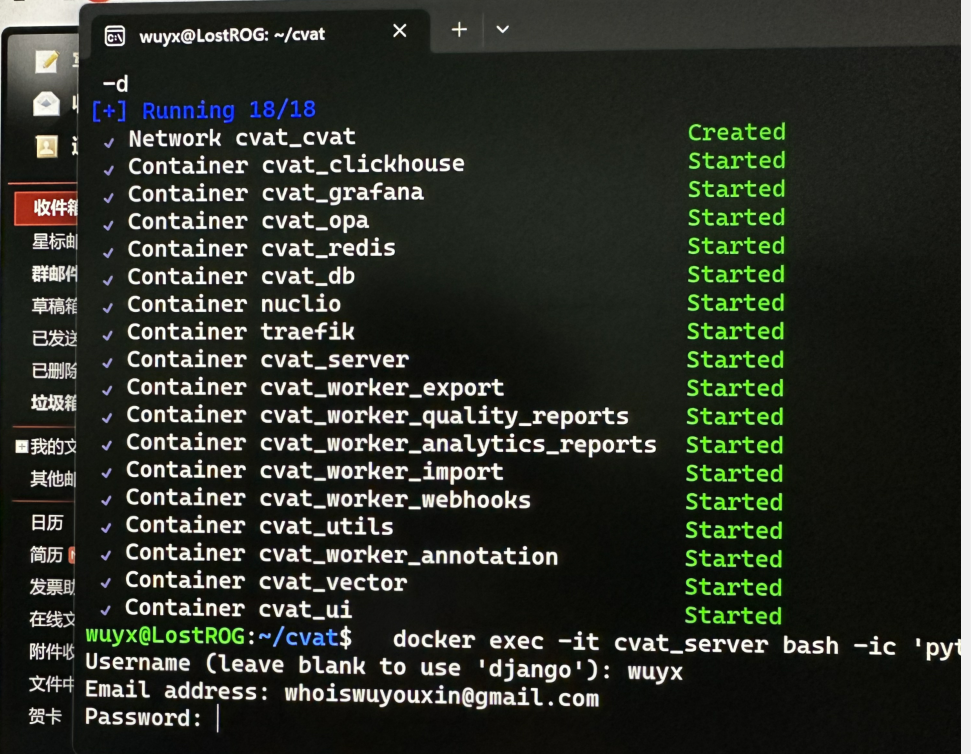 wuyx@LostROG: ~/cvat
-d
[+] Running 18/18
✓ Network cvat_cvat Created
✓ Container cvat_clickhouse Started
✓ Container cvat_grafana Started
✓ Container cvat_opa Started
✓ Container cvat_redis Started
✓ Container cvat_db Started
✓ Container nuclio Started
✓ Container traefik Started
✓ Container cvat_server Started
✓ Container cvat_worker_export Started
✓ Container cvat_worker_quality_reports Started
✓ Container cvat_worker_analytics_reports Started
✓ Container cvat_worker_import Started
✓ Container cvat_worker_webhooks Started
✓ Container cvat_utils Started
✓ Container cvat_worker_annotation Started
✓ Container cvat_vector Started
✓ Container cvat_ui Started
wuyx@LostROG:~/cvat$ docker exec -it cvat_server bash -ic 'pyt
Username (leave blank to use 'django'): wuyx
Email address: whoiswuyouxin@gmail.com
Password:
收件箱
星标邮
群邮件
草稿箱
已发送
已删除
垃圾箱
我的文
其他邮
日历
简历
发票助
在线文
附件收
文件中
贺卡